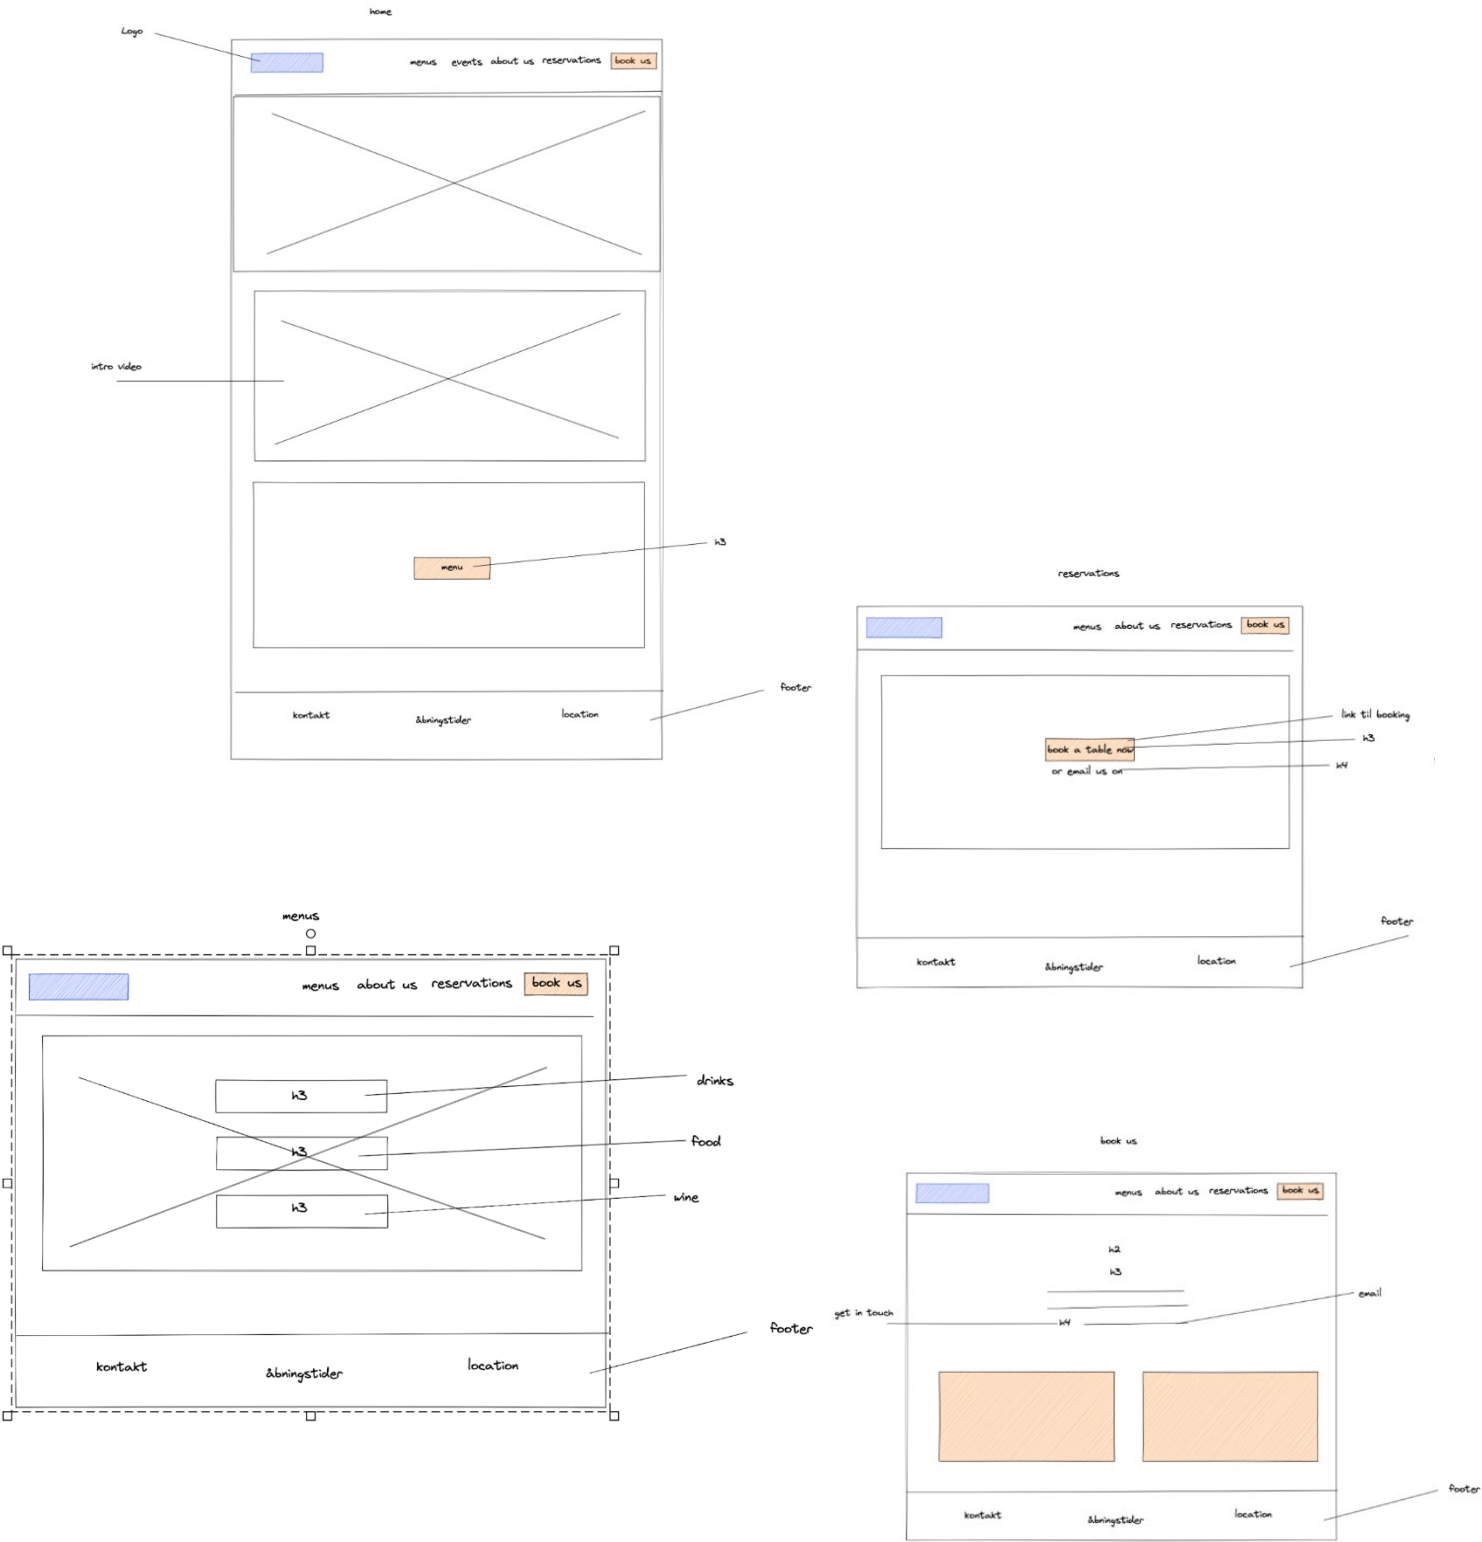 home
Logo
menus events about us reservations book us
intro video
h3
menu
footer
kontakt åbningstider location
reservations
menus about us reservations book us
link til booking
book a table now
h3
or email us on
h4
footer
kontakt åbningstider location
menus
menus about us reservations book us
h3
drinks
h3
food
h3
wine
footer
kontakt åbningstider location
book us
menus about us reservations book us
h2
h3
get in touch
h4
email
footer
kontakt åbningstider location